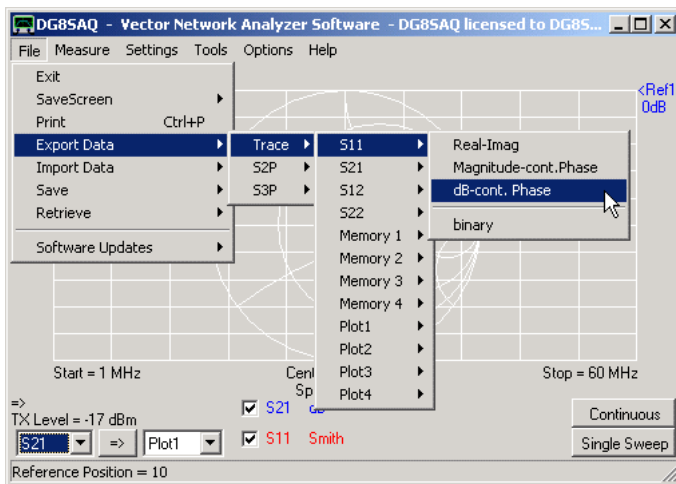 DG8SAQ - Vector Network Analyzer Software - DG8SAQ licensed to DG8S...
File Measure Settings Tools Options Help
Exit
SaveScreen
Print Ctrl+P
Export Data
Import Data
Save
Retrieve
Software Updates
Trace
S2P
S3P
S11
S21
S12
S22
Memory 1
Memory 2
Memory 3
Memory 4
Plot1
Plot2
Plot3
Plot4
Real-Imag
Magnitude-cont.Phase
dB-cont. Phase
binary
<Ref1
0dB
Start = 1 MHz
Stop = 60 MHz
=>
TX Level = -17 dBm
S21 => Plot1
S21
S11 Smith
Continuous
Single Sweep
Reference Position = 10